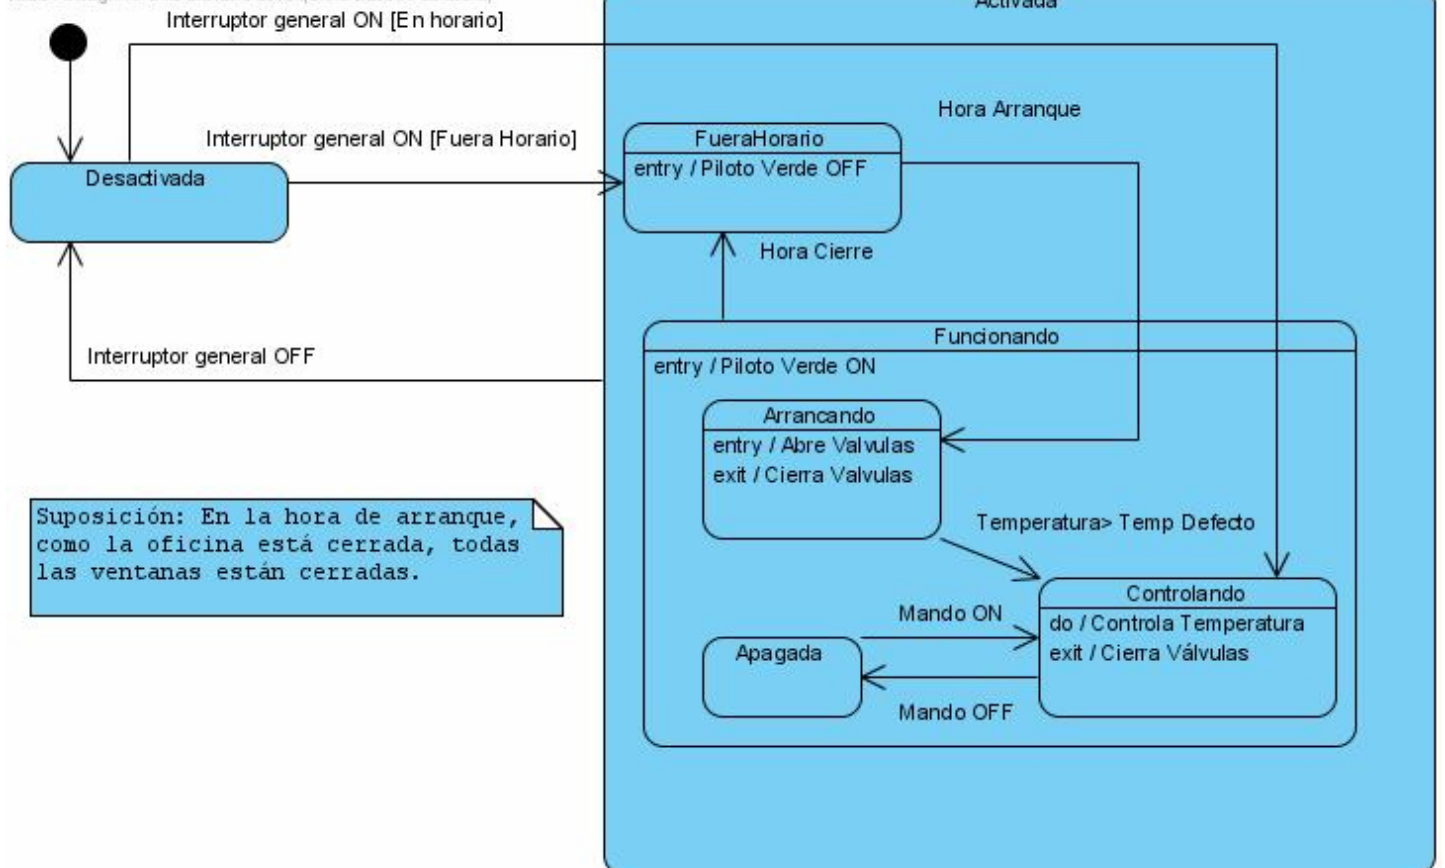 Activada
Interruptor general ON [En horario]
Hora Arranque
Interruptor general ON [Fuera Horario]
FueraHorario
entry / Piloto Verde OFF
Desactivada
Hora Cierre
Funcionando
Interruptor general OFF
entry / Piloto Verde ON
Arrancando
entry / Abre Valvulas
exit / Cierra Valvulas
Suposición: En la hora de arranque,
como la oficina está cerrada, todas
las ventanas están cerradas.
Temperatura> Temp Defecto
Controlando
Mando ON
do / Controla Temperatura
Apagada
exit / Cierra Válvulas
Mando OFF